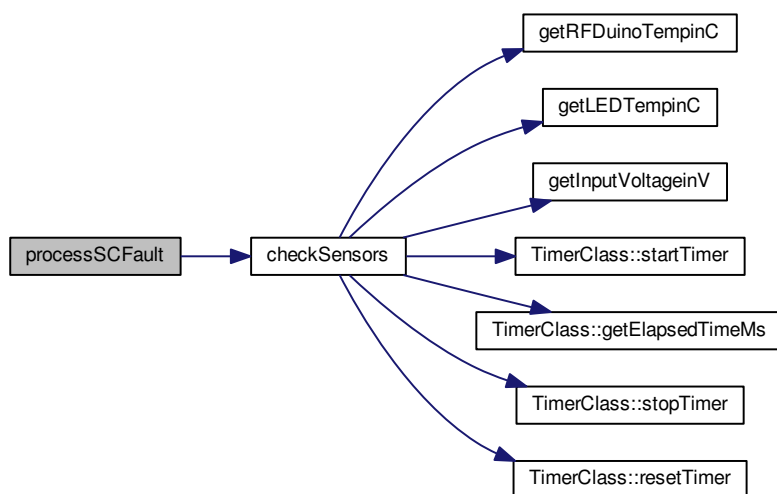 getRFDuinoTempinC
getLEDTempinC
getInputVoltageinV
processSCFault
checkSensors
TimerClass::startTimer
TimerClass::getElapsedTimeMs
TimerClass::stopTimer
TimerClass::resetTimer